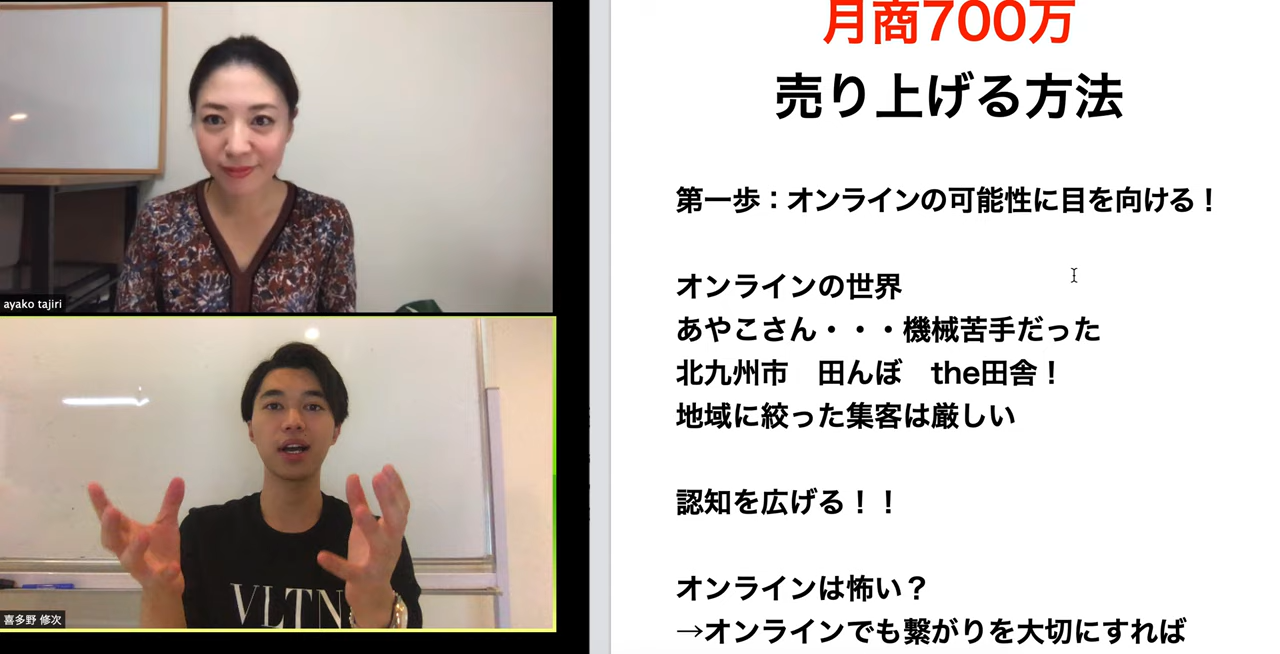 ayako tajiri
VLTN
喜多野 修次
月商700万
売り上げる方法
第一歩：オンラインの可能性に目を向ける！
オンラインの世界
あやこさん・・・機械苦手だった
北九州市　田んぼ　the田舎！
地域に絞った集客は厳しい
認知を広げる！！
オンラインは怖い？
→オンラインでも繋がりを大切にすれば